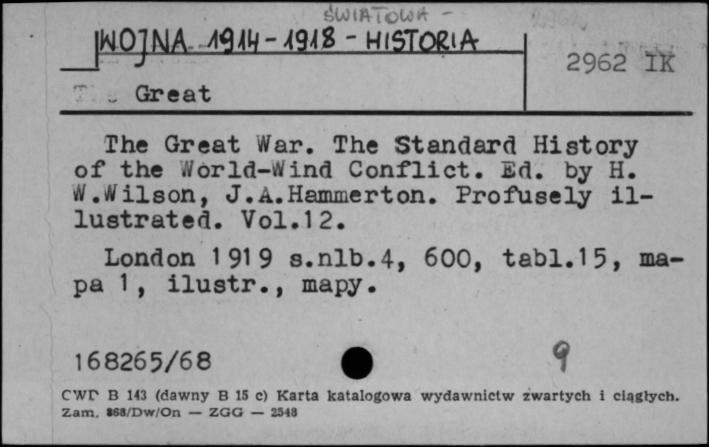 ŚWIATOWA -
WOJNA 1914-1918 - HISTORIA
2962 IK
Great
The Great War. The Standard History
of the World-Wind Conflict. Ed. by H.
W.Wilson, J.A.Hammerton. Profusely il-
lustrated. Vol.12.
London 1919 s.nlb.4, 600, tabl.15, ma-
pa 1, ilustr., mapy.
168265/68
9
CWD B 143 (dawny B 15 c) Karta katalogowa wydawnictw zwartych i ciągłych.
Zam. 868/Dw/On — ZGG — 2548